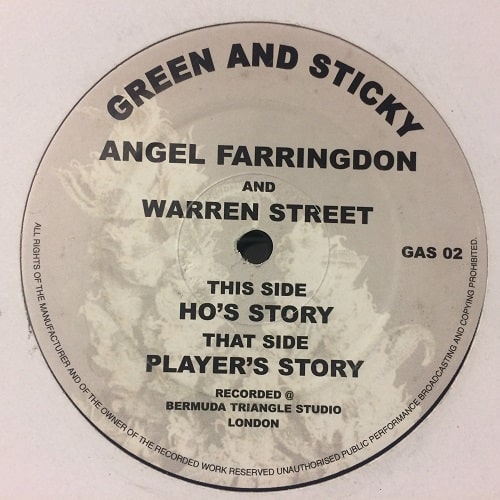 GREEN AND STICKY
ANGEL FARRINGDON
AND
WARREN STREET
GAS 02
THIS SIDE
HO'S STORY
THAT SIDE
PLAYER'S STORY
RECORDED @
BERMUDA TRIANGLE STUDIO
LONDON
ALL RIGHTS OF THE MANUFACTURER AND OF THE OWNER OF THE RECORDED WORK RESERVED UNAUTHORISED PUBLIC PERFORMANCE BROADCASTING AND COPYING PROHIBITED.